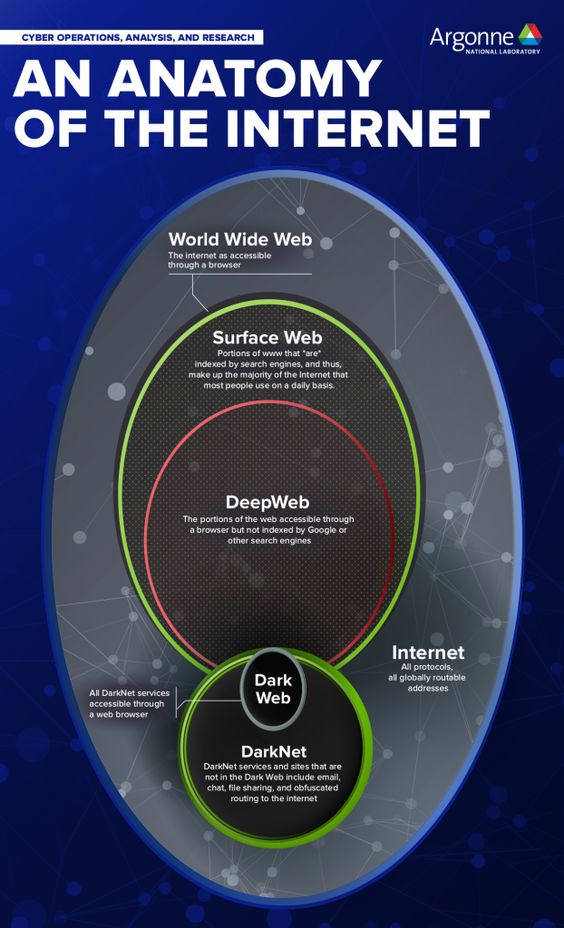 CYBER OPERATIONS, ANALYSIS, AND RESEARCH
Argonne
NATIONAL LABORATORY
AN ANATOMY
OF THE INTERNET
World Wide Web
The internet as accessible
through a browser
Surface Web
Portions of www that *are*
indexed by search engines, and thus,
make up the majority of the Internet that
most people use on a daily basis.
DeepWeb
The portions of the web accessible through
a browser but not indexed by Google or
other search engines
Internet
All protocols,
all globally routable
addresses
Dark
Web
All DarkNet services
accessible through
a web browser
DarkNet
DarkNet services and sites that are
not in the Dark Web include email,
chat, file sharing, and obfuscated
routing to the internet